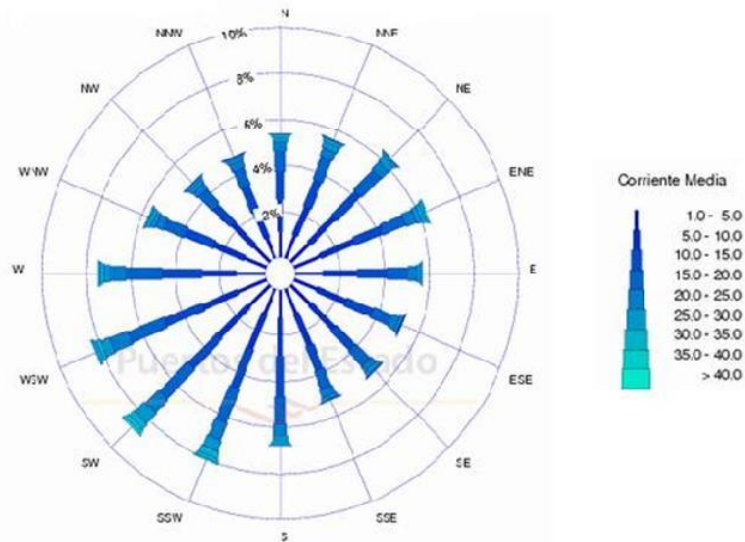 N
NNW
NNE
10%
NW
8%
NE
6%
WNW
4%
ENE
2%
W
E
Puertos del Estado
WSW
ESE
SW
SE
SSW
SSE
S
Corriente Media
1.0 - 5.0
5.0 - 10.0
10.0 - 15.0
15.0 - 20.0
20.0 - 25.0
25.0 - 30.0
30.0 - 35.0
35.0 - 40.0
> 40.0